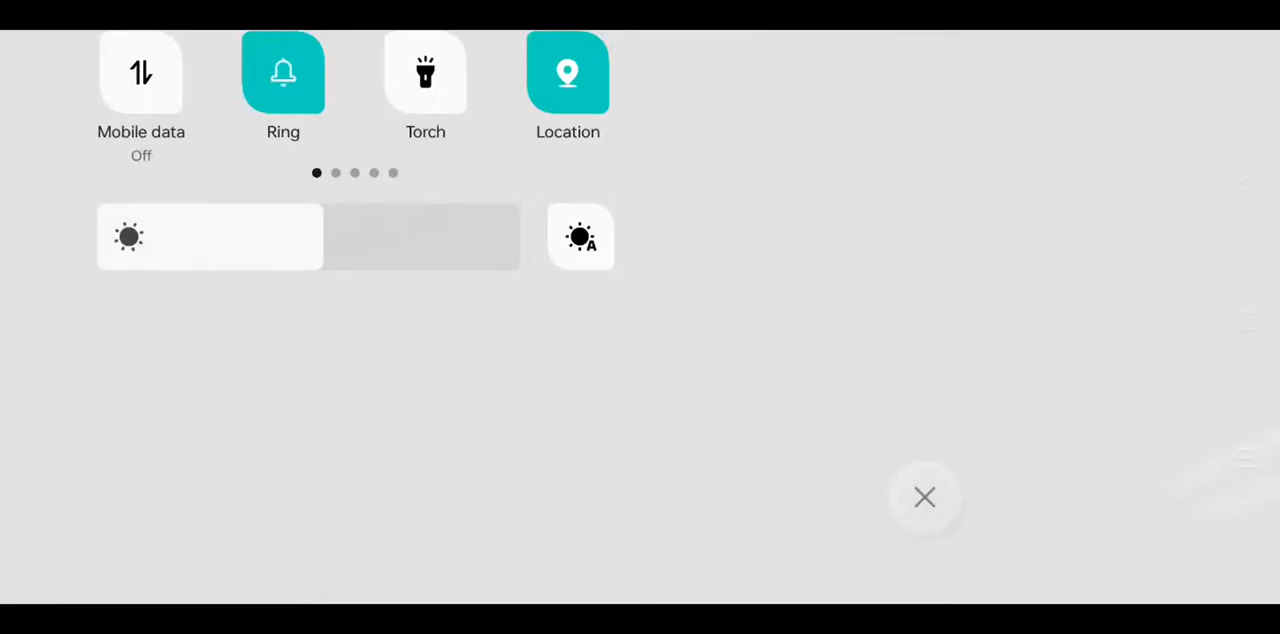 Mobile data
Ring
Torch
Location
Off
A